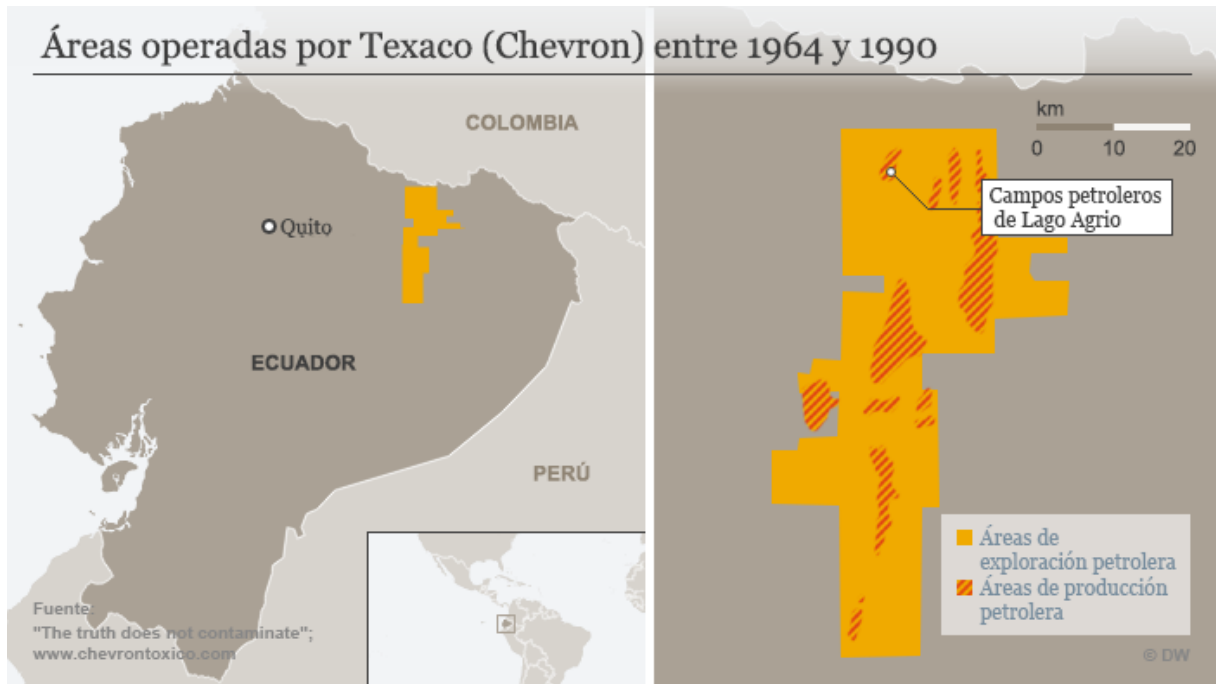 Áreas operadas por Texaco (Chevron) entre 1964 y 1990
COLOMBIA
Quito
ECUADOR
PERÚ
Fuente:
"The truth does not contaminate";
www.chevrontoxico.com
km
0 10 20
Campos petroleros
de Lago Agrio
Áreas de
exploración petrolera
Áreas de producción
petrolera
© DW